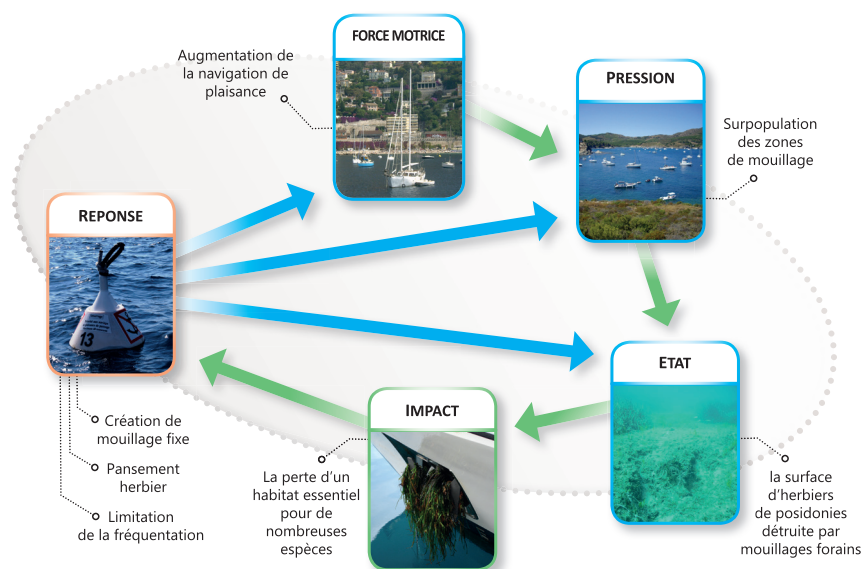 FORCE MOTRICE
Augmentation de
la navigation de
plaisance
PRESSION
Surpopulation
des zones
de mouillage
REPONSE
13
Création de
mouillage fixe
Pansement
herbier
Limitation
de la fréquentation
IMPACT
La perte d’un
habitat essentiel
pour de
nombreuses
espèces
ETAT
la surface
d’herbiers
de posidonies
détruite par
mouillages forains